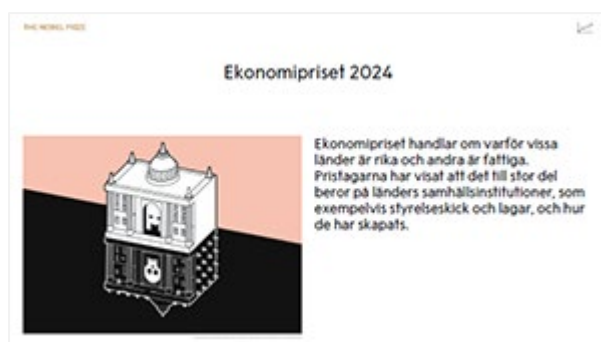 THE NOBEL PRIZE
Ekonomipriset 2024
Ekonomipriset handlar om varför vissa
länder är rika och andra är fattiga.
Pristagarna har visat att det till stor del
beror på länders samhällsinstitutioner, som
exempelvis styrelseskick och lagar, och hur
de har skapats.